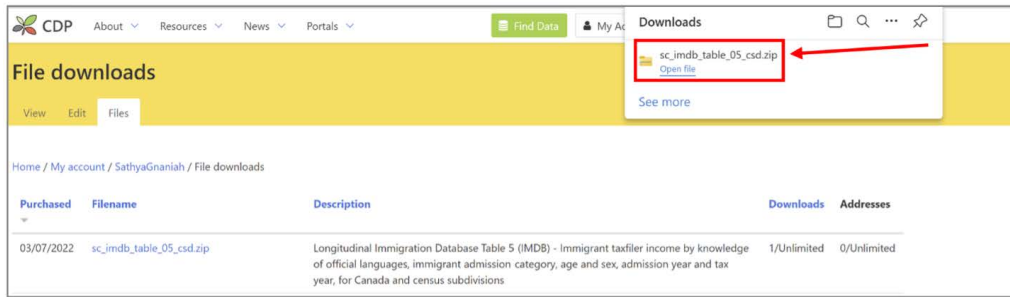 CDP About Resources News Portals Find Data My Ac
Downloads
sc_imdb_table_05_csd.zip
Open file
See more
File downloads
View Edit Files
Home / My account / SathyaGnaniah / File downloads
Purchased Filename Description Downloads Addresses
03/07/2022 sc_imdb_table_05_csd.zip Longitudinal Immigration Database Table 5 (IMDB) - Immigrant taxfiler income by knowledge 1/Unlimited 0/Unlimited
of official languages, immigrant admission category, age and sex, admission year and tax
year, for Canada and census subdivisions